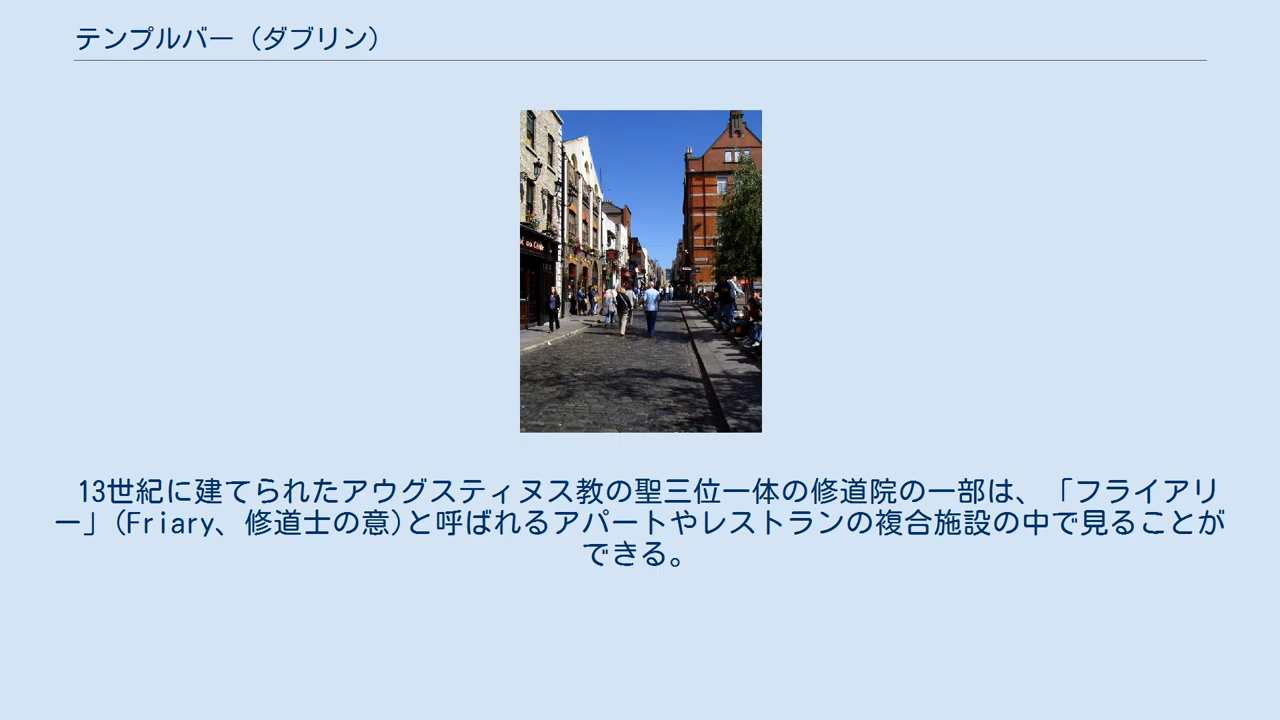 テンプルバー（ダブリン）
13世紀に建てられたアウグスティヌス教の聖三位一体の修道院の一部は、「フライアリ
ー」(Friary、修道士の意)と呼ばれるアパートやレストランの複合施設の中で見ることが
できる。